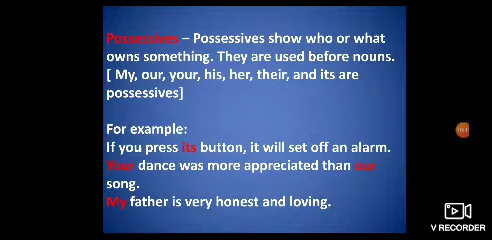 Possessives – Possessives show who or what
owns something. They are used before nouns.
[ My, our, your, his, her, their, and its are
possessives]
For example:
If you press its button, it will set off an alarm.
Your dance was more appreciated than our
song.
My father is very honest and loving.
V RECORDER